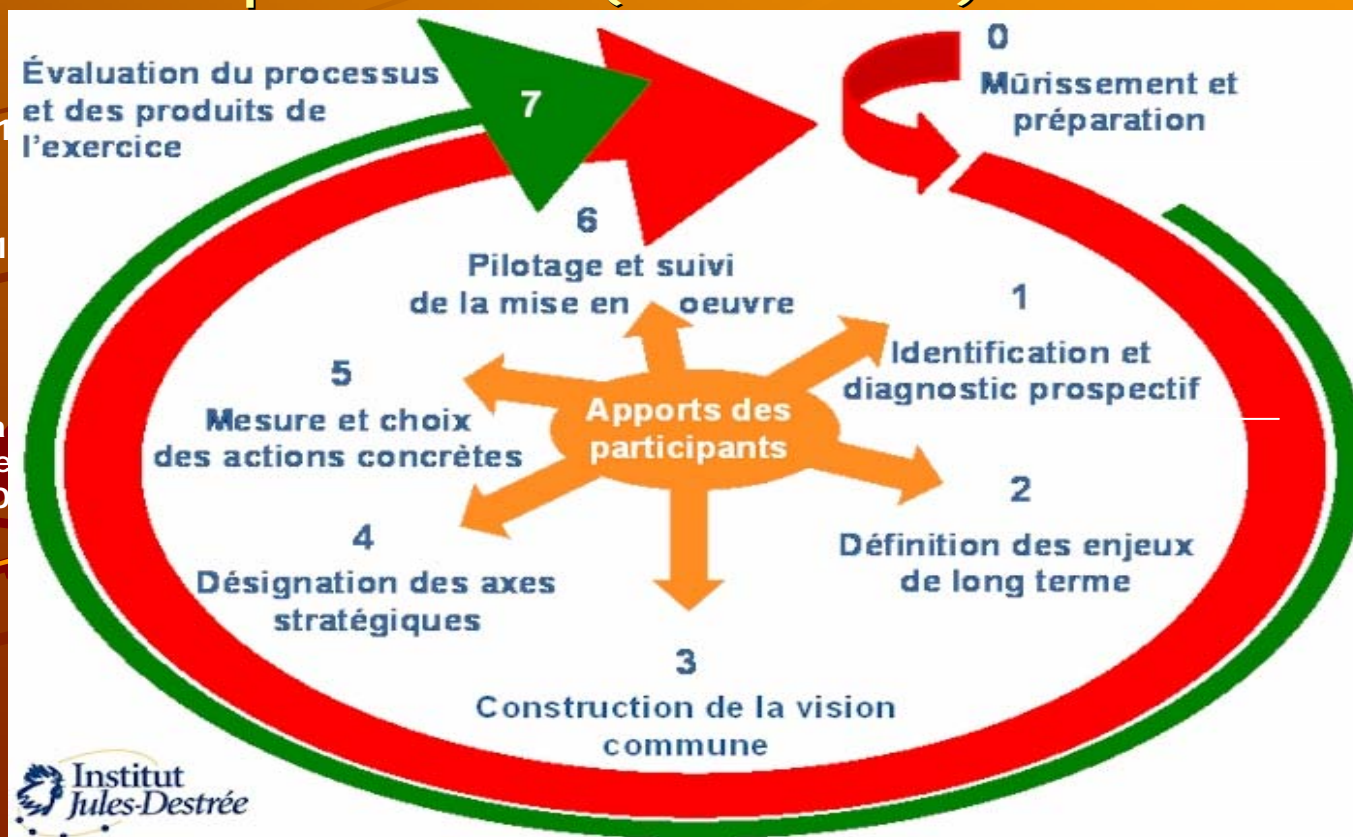 0
Mûrissement et
préparation
1
Identification et
diagnostic prospectif
2
Définition des enjeux
de long terme
3
Construction de la vision
commune
4
Désignation des axes
stratégiques
5
Mesure et choix
des actions concrètes
6
Pilotage et suivi
de la mise en oeuvre
7
Évaluation du processus
et des produits de
l'exercice
Apports des
participants
Institut
Jules-Destrée